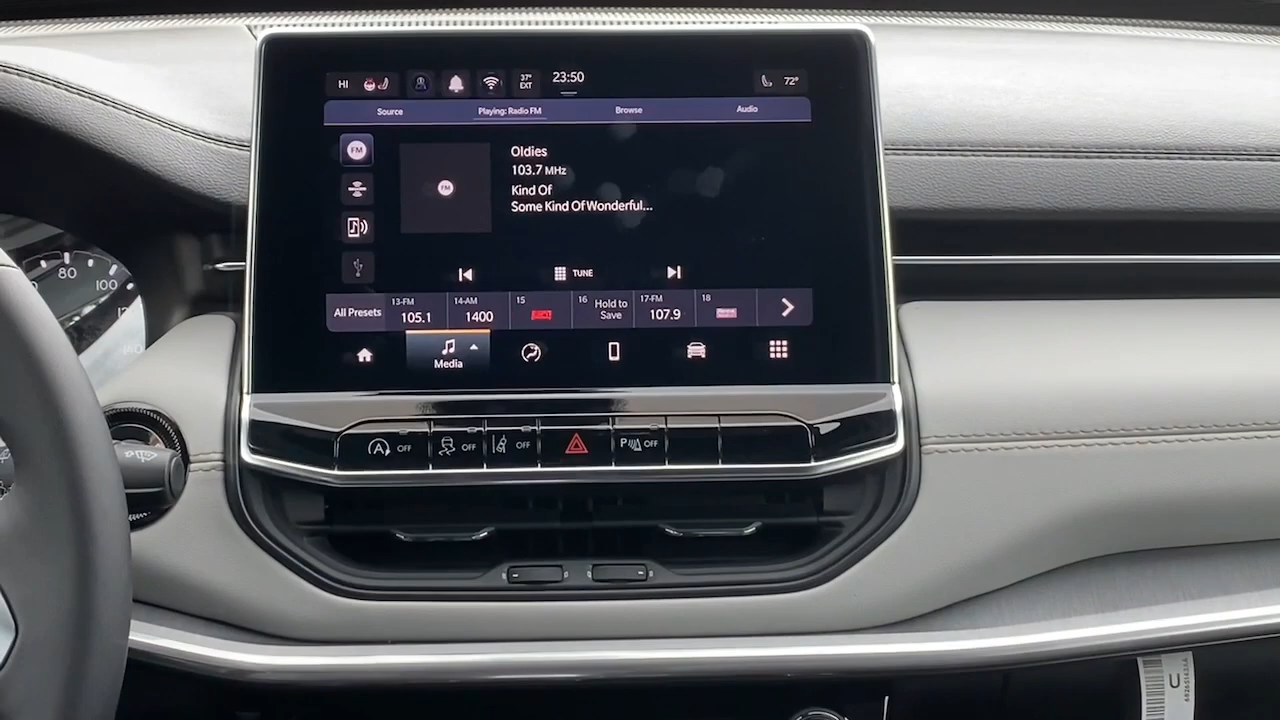 HI
37°
EXT
23:50
72°
Source
Playing: Radio FM
Browse
Audio
FM
FM
Oldies
103.7 MHz
Kind Of
Some Kind Of Wonderful...
TUNE
All Presets
13-FM
105.1
14-AM
1400
15
16
Hold to
Save
17-FM
107.9
18
Media
80
100
140
A OFF
OFF
OFF
P OFF
C